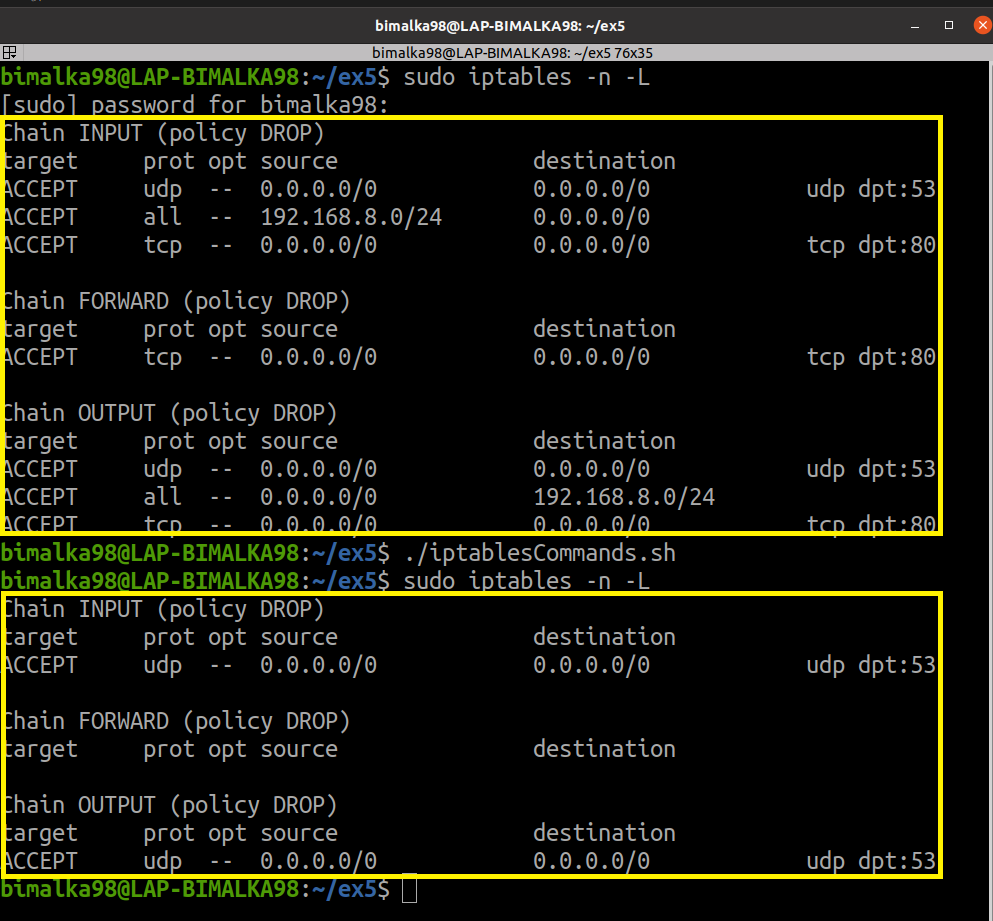 bimalka98@LAP-BIMALKA98: ~/ex5
bimalka98@LAP-BIMALKA98: ~/ex5 76x35
bimalka98@LAP-BIMALKA98:~/ex5$ sudo iptables -n -L
[sudo] password for bimalka98:
Chain INPUT (policy DROP)
target     prot opt source               destination
ACCEPT     udp  --  0.0.0.0/0            0.0.0.0/0            udp dpt:53
ACCEPT     all  --  192.168.8.0/24       0.0.0.0/0
ACCEPT     tcp  --  0.0.0.0/0            0.0.0.0/0            tcp dpt:80
Chain FORWARD (policy DROP)
target     prot opt source               destination
ACCEPT     tcp  --  0.0.0.0/0            0.0.0.0/0            tcp dpt:80
Chain OUTPUT (policy DROP)
target     prot opt source               destination
ACCEPT     udp  --  0.0.0.0/0            0.0.0.0/0            udp dpt:53
ACCEPT     all  --  0.0.0.0/0            192.168.8.0/24
ACCEPT     tcp  --  0.0.0.0/0            0.0.0.0/0            tcp dpt:80
bimalka98@LAP-BIMALKA98:~/ex5$ ./iptablesCommands.sh
bimalka98@LAP-BIMALKA98:~/ex5$ sudo iptables -n -L
Chain INPUT (policy DROP)
target     prot opt source               destination
ACCEPT     udp  --  0.0.0.0/0            0.0.0.0/0            udp dpt:53
Chain FORWARD (policy DROP)
target     prot opt source               destination
Chain OUTPUT (policy DROP)
target     prot opt source               destination
ACCEPT     udp  --  0.0.0.0/0            0.0.0.0/0            udp dpt:53
bimalka98@LAP-BIMALKA98:~/ex5$